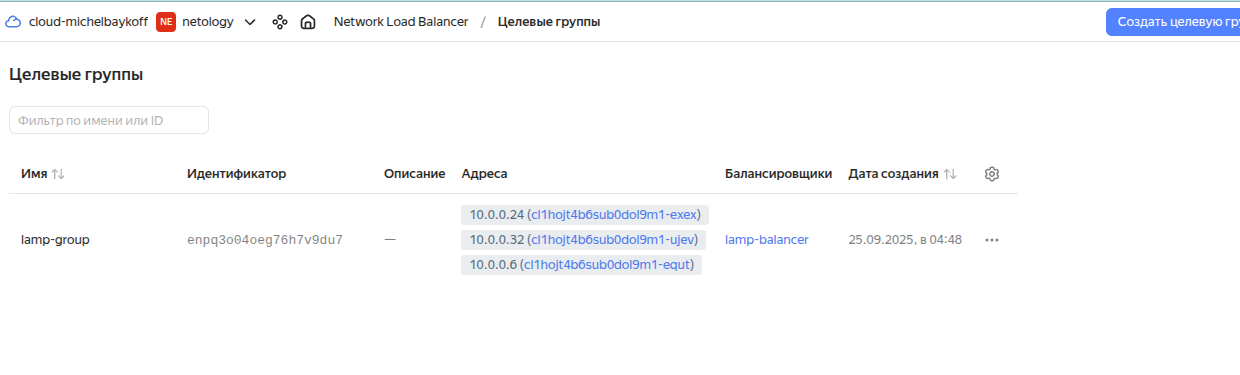 cloud-michelbaykoff NE netology Network Load Balancer / Целевые группы Создать целевую гру
Целевые группы
Фильтр по имени или ID
Имя Идентификатор Описание Адреса Балансировщики Дата создания
10.0.0.24 (cl1hojt4b6sub0dol9m1-exex)
lamp-group enpq3o04oeg76h7v9du7 — 10.0.0.32 (cl1hojt4b6sub0dol9m1-ujev) lamp-balancer 25.09.2025, в 04:48
10.0.0.6 (cl1hojt4b6sub0dol9m1-equt)